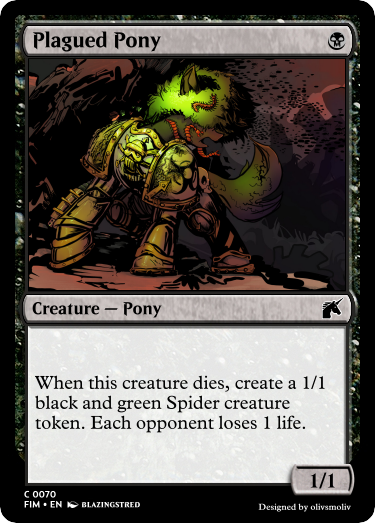 Plagued Pony
Creature — Pony
When this creature dies, create a 1/1
black and green Spider creature
token. Each opponent loses 1 life.
1/1
C 0070
FIM • EN BLAZINGSTRED
Designed by olivsmoliv